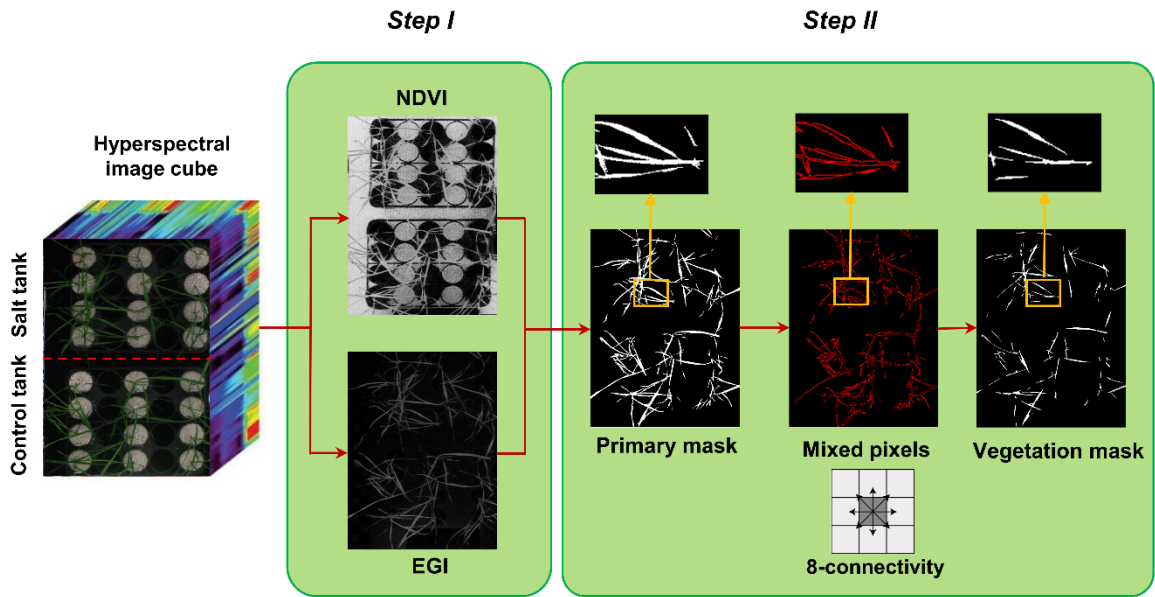 Step I
Step II
NDVI
Hyperspectral
image cube
Salt tank
Control tank
Primary mask
Mixed pixels
Vegetation mask
EGI
8-connectivity